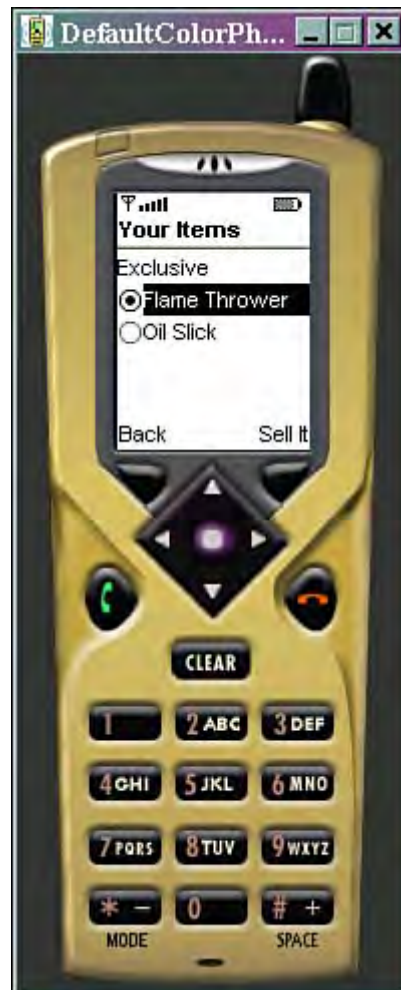 DefaultColorPh...
Your Items
Exclusive
Flame Thrower
Oil Slick
Back Sell It
CLEAR
1 2 ABC 3 DEF
4 GHI 5 JKL 6 MNO
7 PQRS 8 TUV 9 WXYZ
* - 0 # +
MODE SPACE